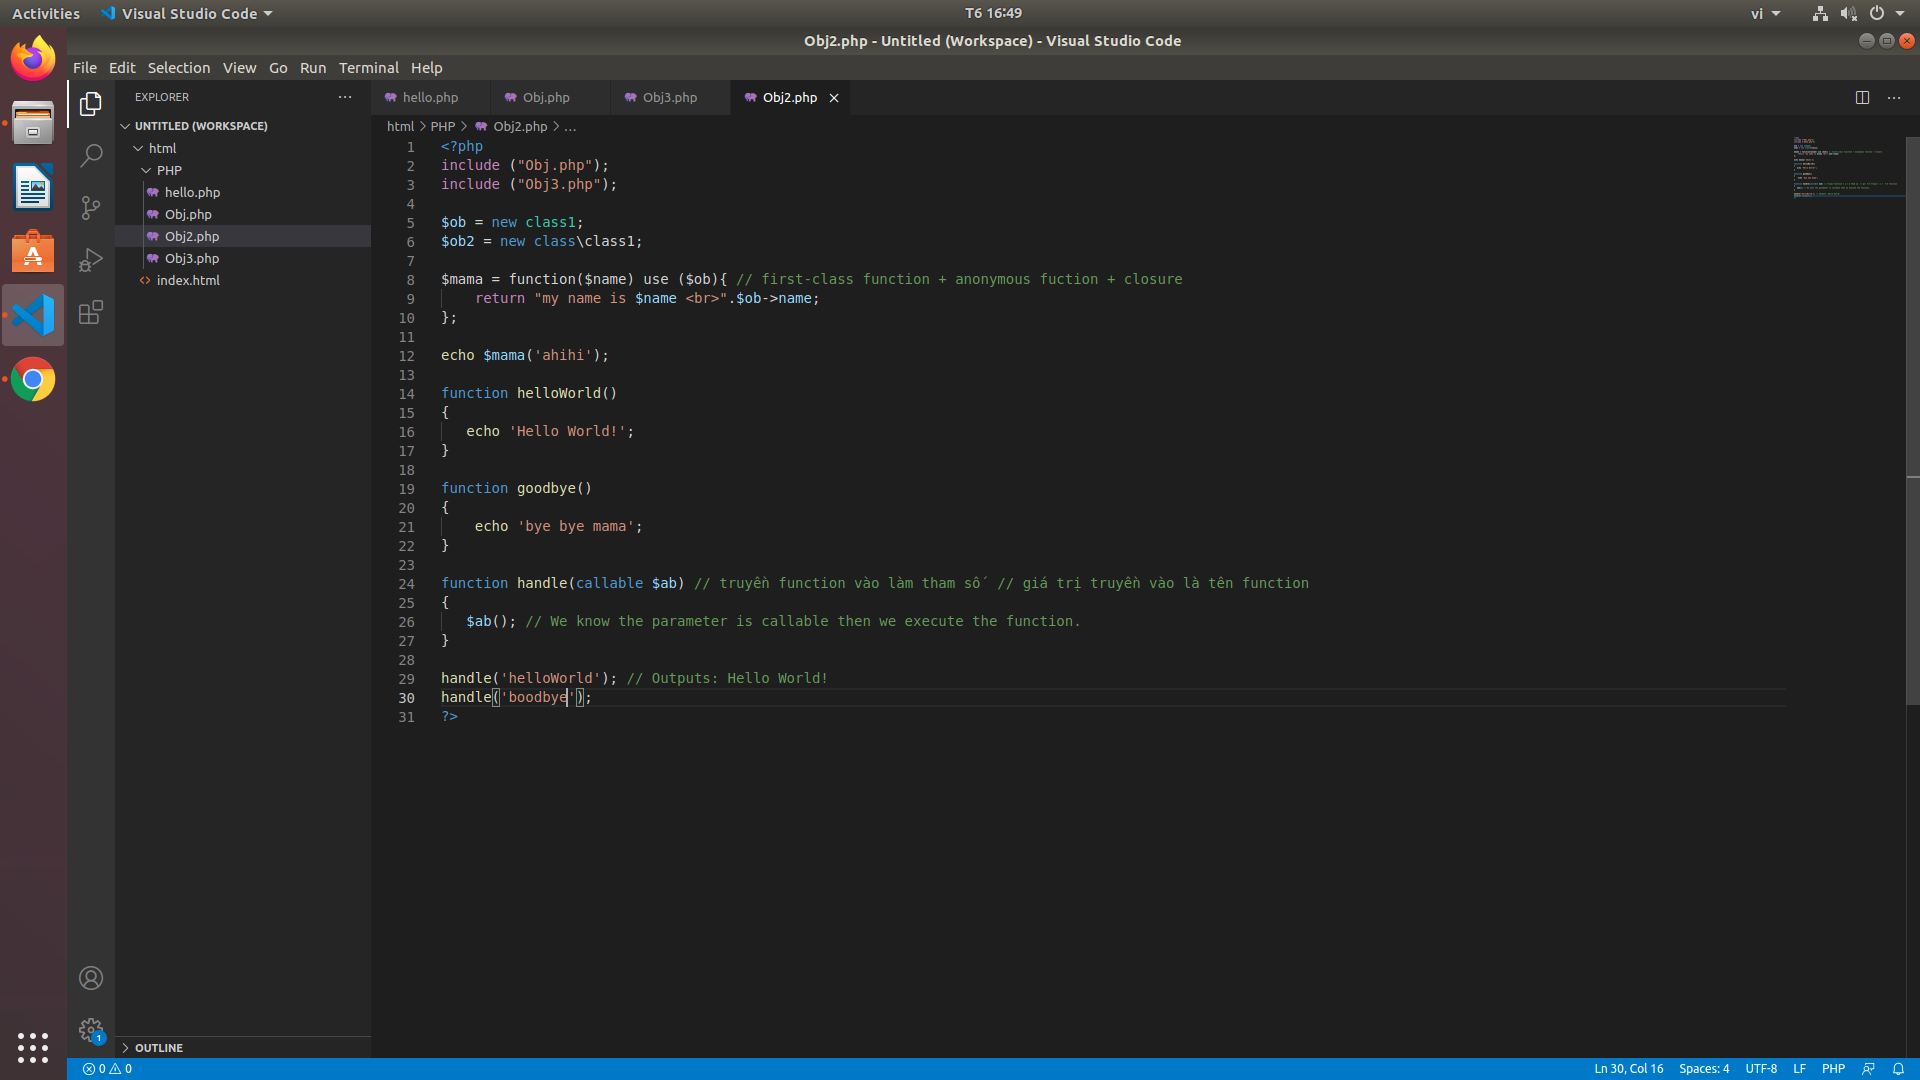 Activities Visual Studio Code T6 16:49 vi
Obj2.php - Untitled (Workspace) - Visual Studio Code
File Edit Selection View Go Run Terminal Help
EXPLORER
UNTITLED (WORKSPACE)
html
PHP
hello.php
Obj.php
Obj2.php
Obj3.php
index.html
OUTLINE
hello.php Obj.php Obj3.php Obj2.php
html > PHP > Obj2.php > ...
1 <?php
2 include ("Obj.php");
3 include ("Obj3.php");
4
5 $ob = new class1;
6 $ob2 = new class\class1;
7
8 $mama = function($name) use ($ob){ // first-class function + anonymous fuction + closure
9 return "my name is $name <br>".$ob->name;
10 };
11
12 echo $mama('ahihi');
13
14 function helloWorld()
15 {
16 echo 'Hello World!';
17 }
18
19 function goodbye()
20 {
21 echo 'bye bye mama';
22 }
23
24 function handle(callable $ab) // truyền function vào làm tham số // giá trị truyền vào là tên function
25 {
26 $ab(); // We know the parameter is callable then we execute the function.
27 }
28
29 handle('helloWorld'); // Outputs: Hello World!
30 handle('boodbye');
31 ?>
1
0 0 Ln 30, Col 16 Spaces: 4 UTF-8 LF PHP